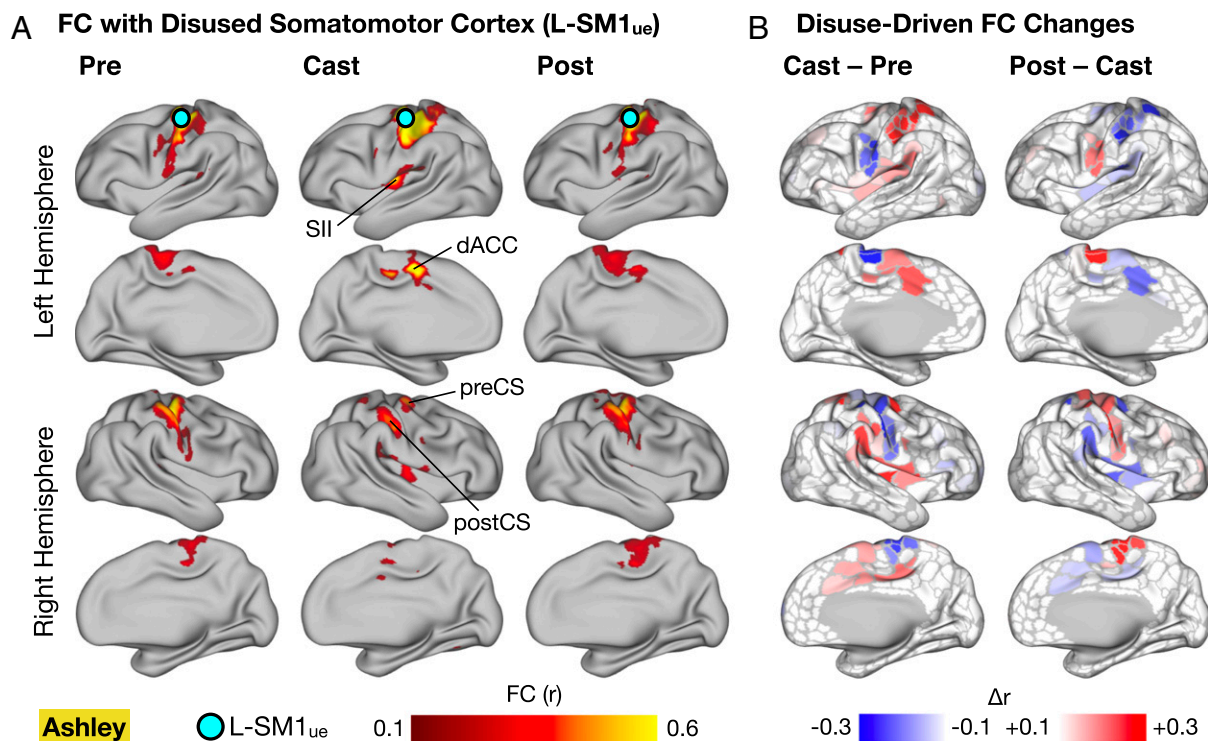 A FC with Disused Somatomotor Cortex (L-SM1ue)
Pre Cast Post
Left Hemisphere
SII
dACC
Right Hemisphere
preCS
postCS
Ashley
L-SM1ue
FC (r)
0.1 0.6
B Disuse-Driven FC Changes
Cast – Pre Post – Cast
Δr
-0.3 -0.1 +0.1 +0.3